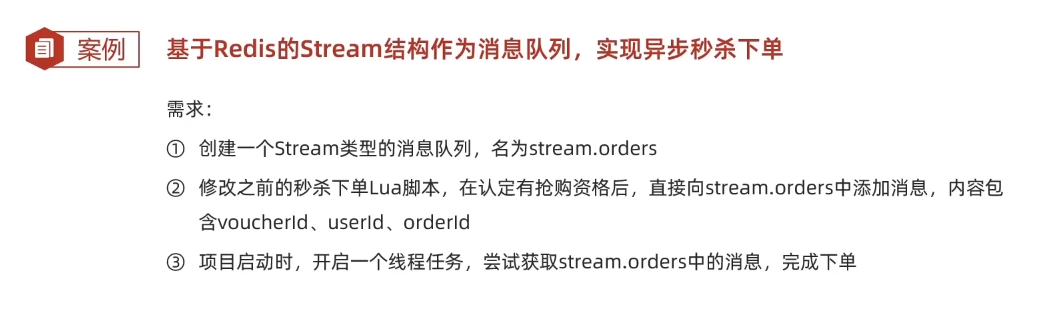 案例
基于Redis的Stream结构作为消息队列，实现异步秒杀下单
需求：
① 创建一个Stream类型的消息队列，名为stream.orders
② 修改之前的秒杀下单Lua脚本，在认定有抢购资格后，直接向stream.orders中添加消息，内容包
含voucherId、userId、orderId
③ 项目启动时，开启一个线程任务，尝试获取stream.orders中的消息，完成下单